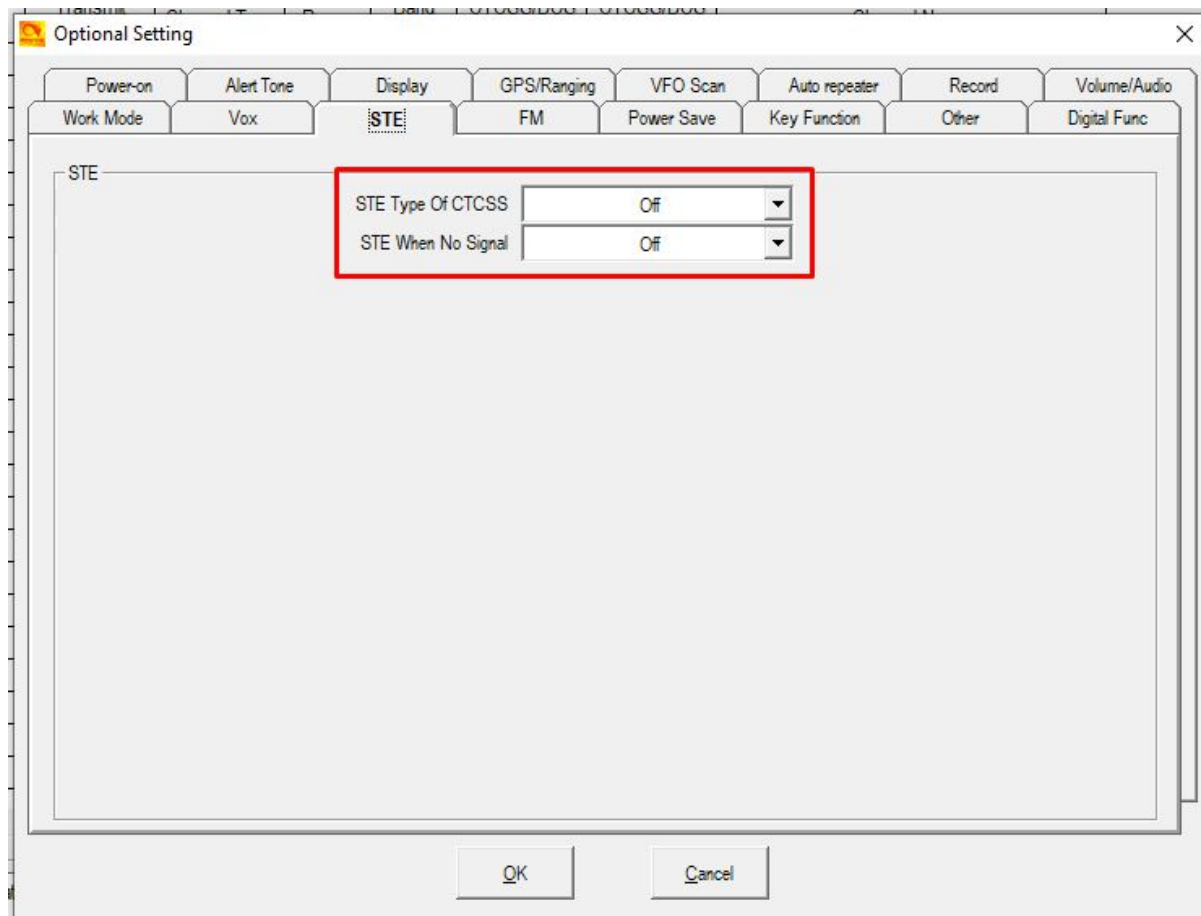 Optional Setting
Power-on Alert Tone Display GPS/Ranging VFO Scan Auto repeater Record Volume/Audio
Work Mode Vox STE FM Power Save Key Function Other Digital Func
STE
STE Type Of CTCSS Off
STE When No Signal Off
OK Cancel